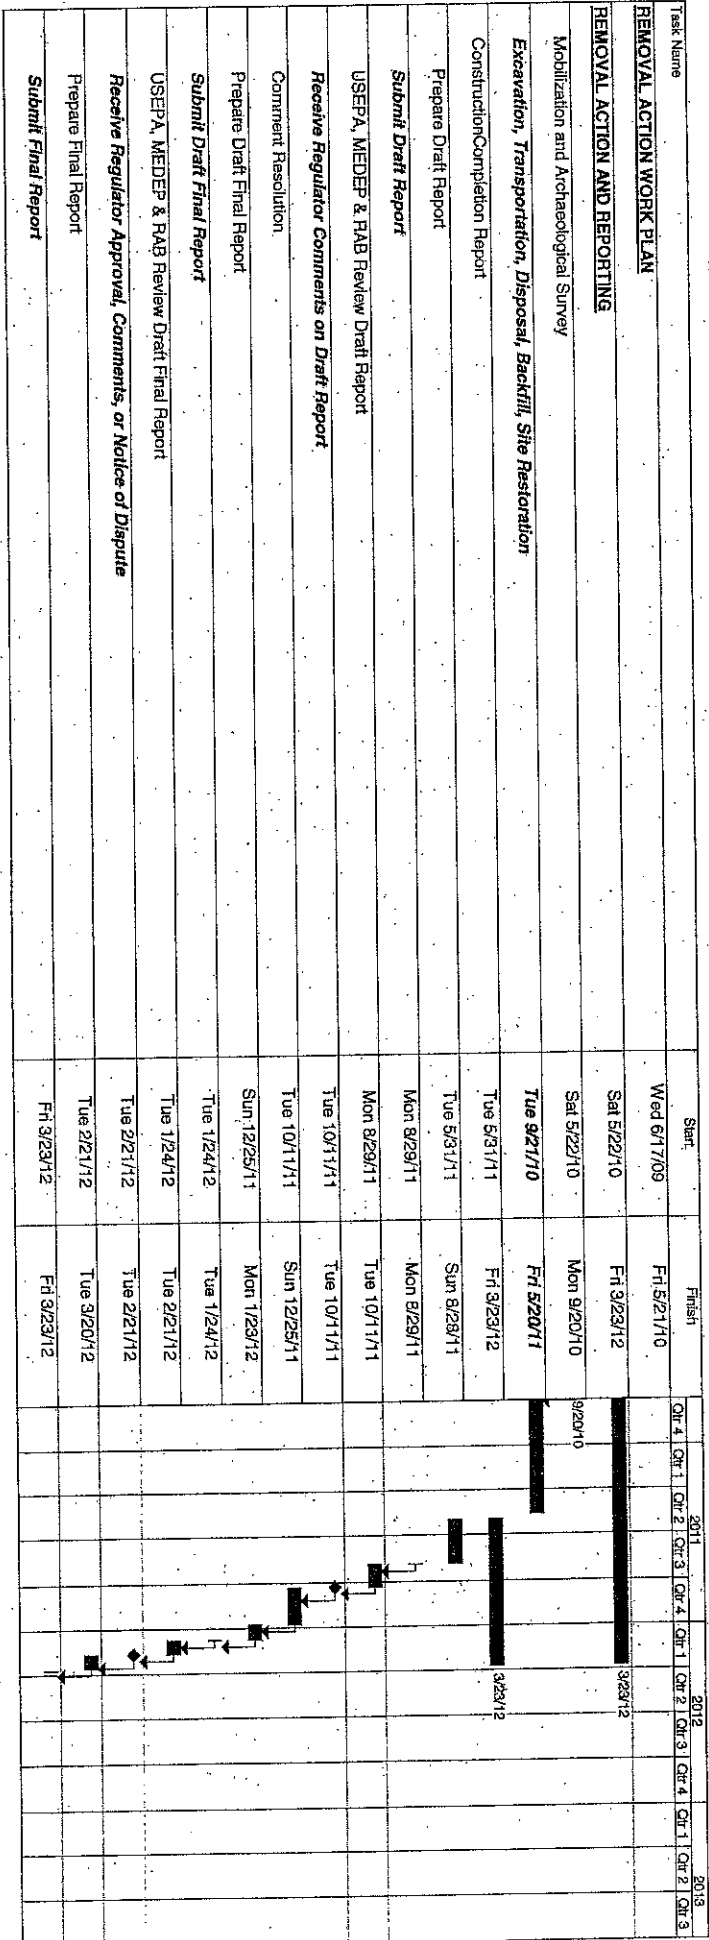 Task Name Start Finish 2011 2012 2013
Qtr 4 Qtr 1 Qtr 2 Qtr 3 Qtr 4 Qtr 1 Qtr 2 Qtr 3 Qtr 4 Qtr 1 Qtr 2 Qtr 3
REMOVAL ACTION WORK PLAN Wed 6/17/09 Fri 5/21/10
REMOVAL ACTION AND REPORTING Sat 5/22/10 Fri 3/23/12 3/23/12
Mobilization and Archaeological Survey Sat 5/22/10 Mon 9/20/10 9/20/10
Excavation, Transportation, Disposal, Backfill, Site Restoration Tue 9/21/10 Fri 5/20/11
ConstructionCompletion Report Tue 5/31/11 Fri 3/23/12 3/23/12
Prepare Draft Report Tue 5/31/11 Sun 8/28/11
Submit Draft Report Mon 8/29/11 Mon 8/29/11
USEPA, MEDEP & RAB Review Draft Report Mon 8/29/11 Tue 10/11/11
Receive Regulator Comments on Draft Report Tue 10/11/11 Tue 10/11/11
Comment Resolution Tue 10/11/11 Sun 12/25/11
Prepare Draft Final Report Sun 12/25/11 Mon 1/23/12
Submit Draft Final Report Tue 1/24/12 Tue 1/24/12
USEPA, MEDEP & RAB Review Draft Final Report Tue 1/24/12 Tue 2/21/12
Receive Regulator Approval, Comments, or Notice of Dispute Tue 2/21/12 Tue 2/21/12
Prepare Final Report Tue 2/21/12 Tue 3/20/12
Submit Final Report Fri 3/23/12 Fri 3/23/12